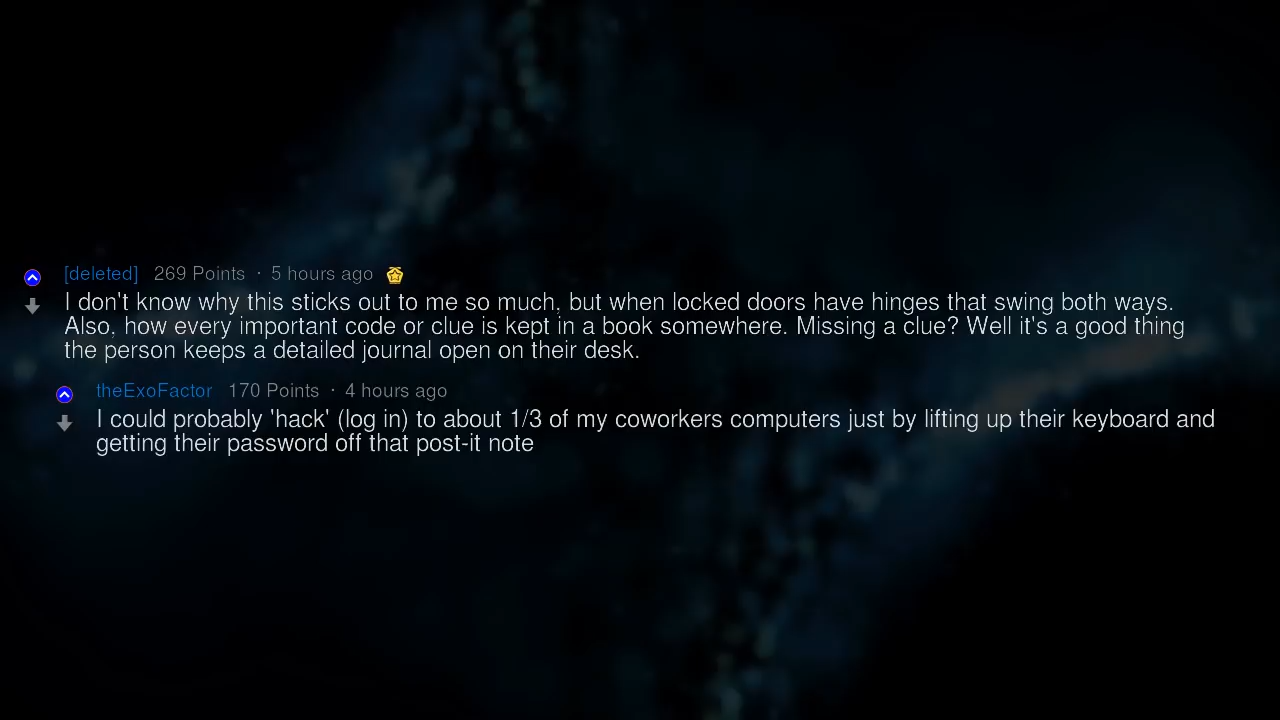 [deleted] 269 Points · 5 hours ago
I don't know why this sticks out to me so much, but when locked doors have hinges that swing both ways.
Also, how every important code or clue is kept in a book somewhere. Missing a clue? Well it's a good thing
the person keeps a detailed journal open on their desk.
theExoFactor 170 Points · 4 hours ago
I could probably 'hack' (log in) to about 1/3 of my coworkers computers just by lifting up their keyboard and
getting their password off that post-it note